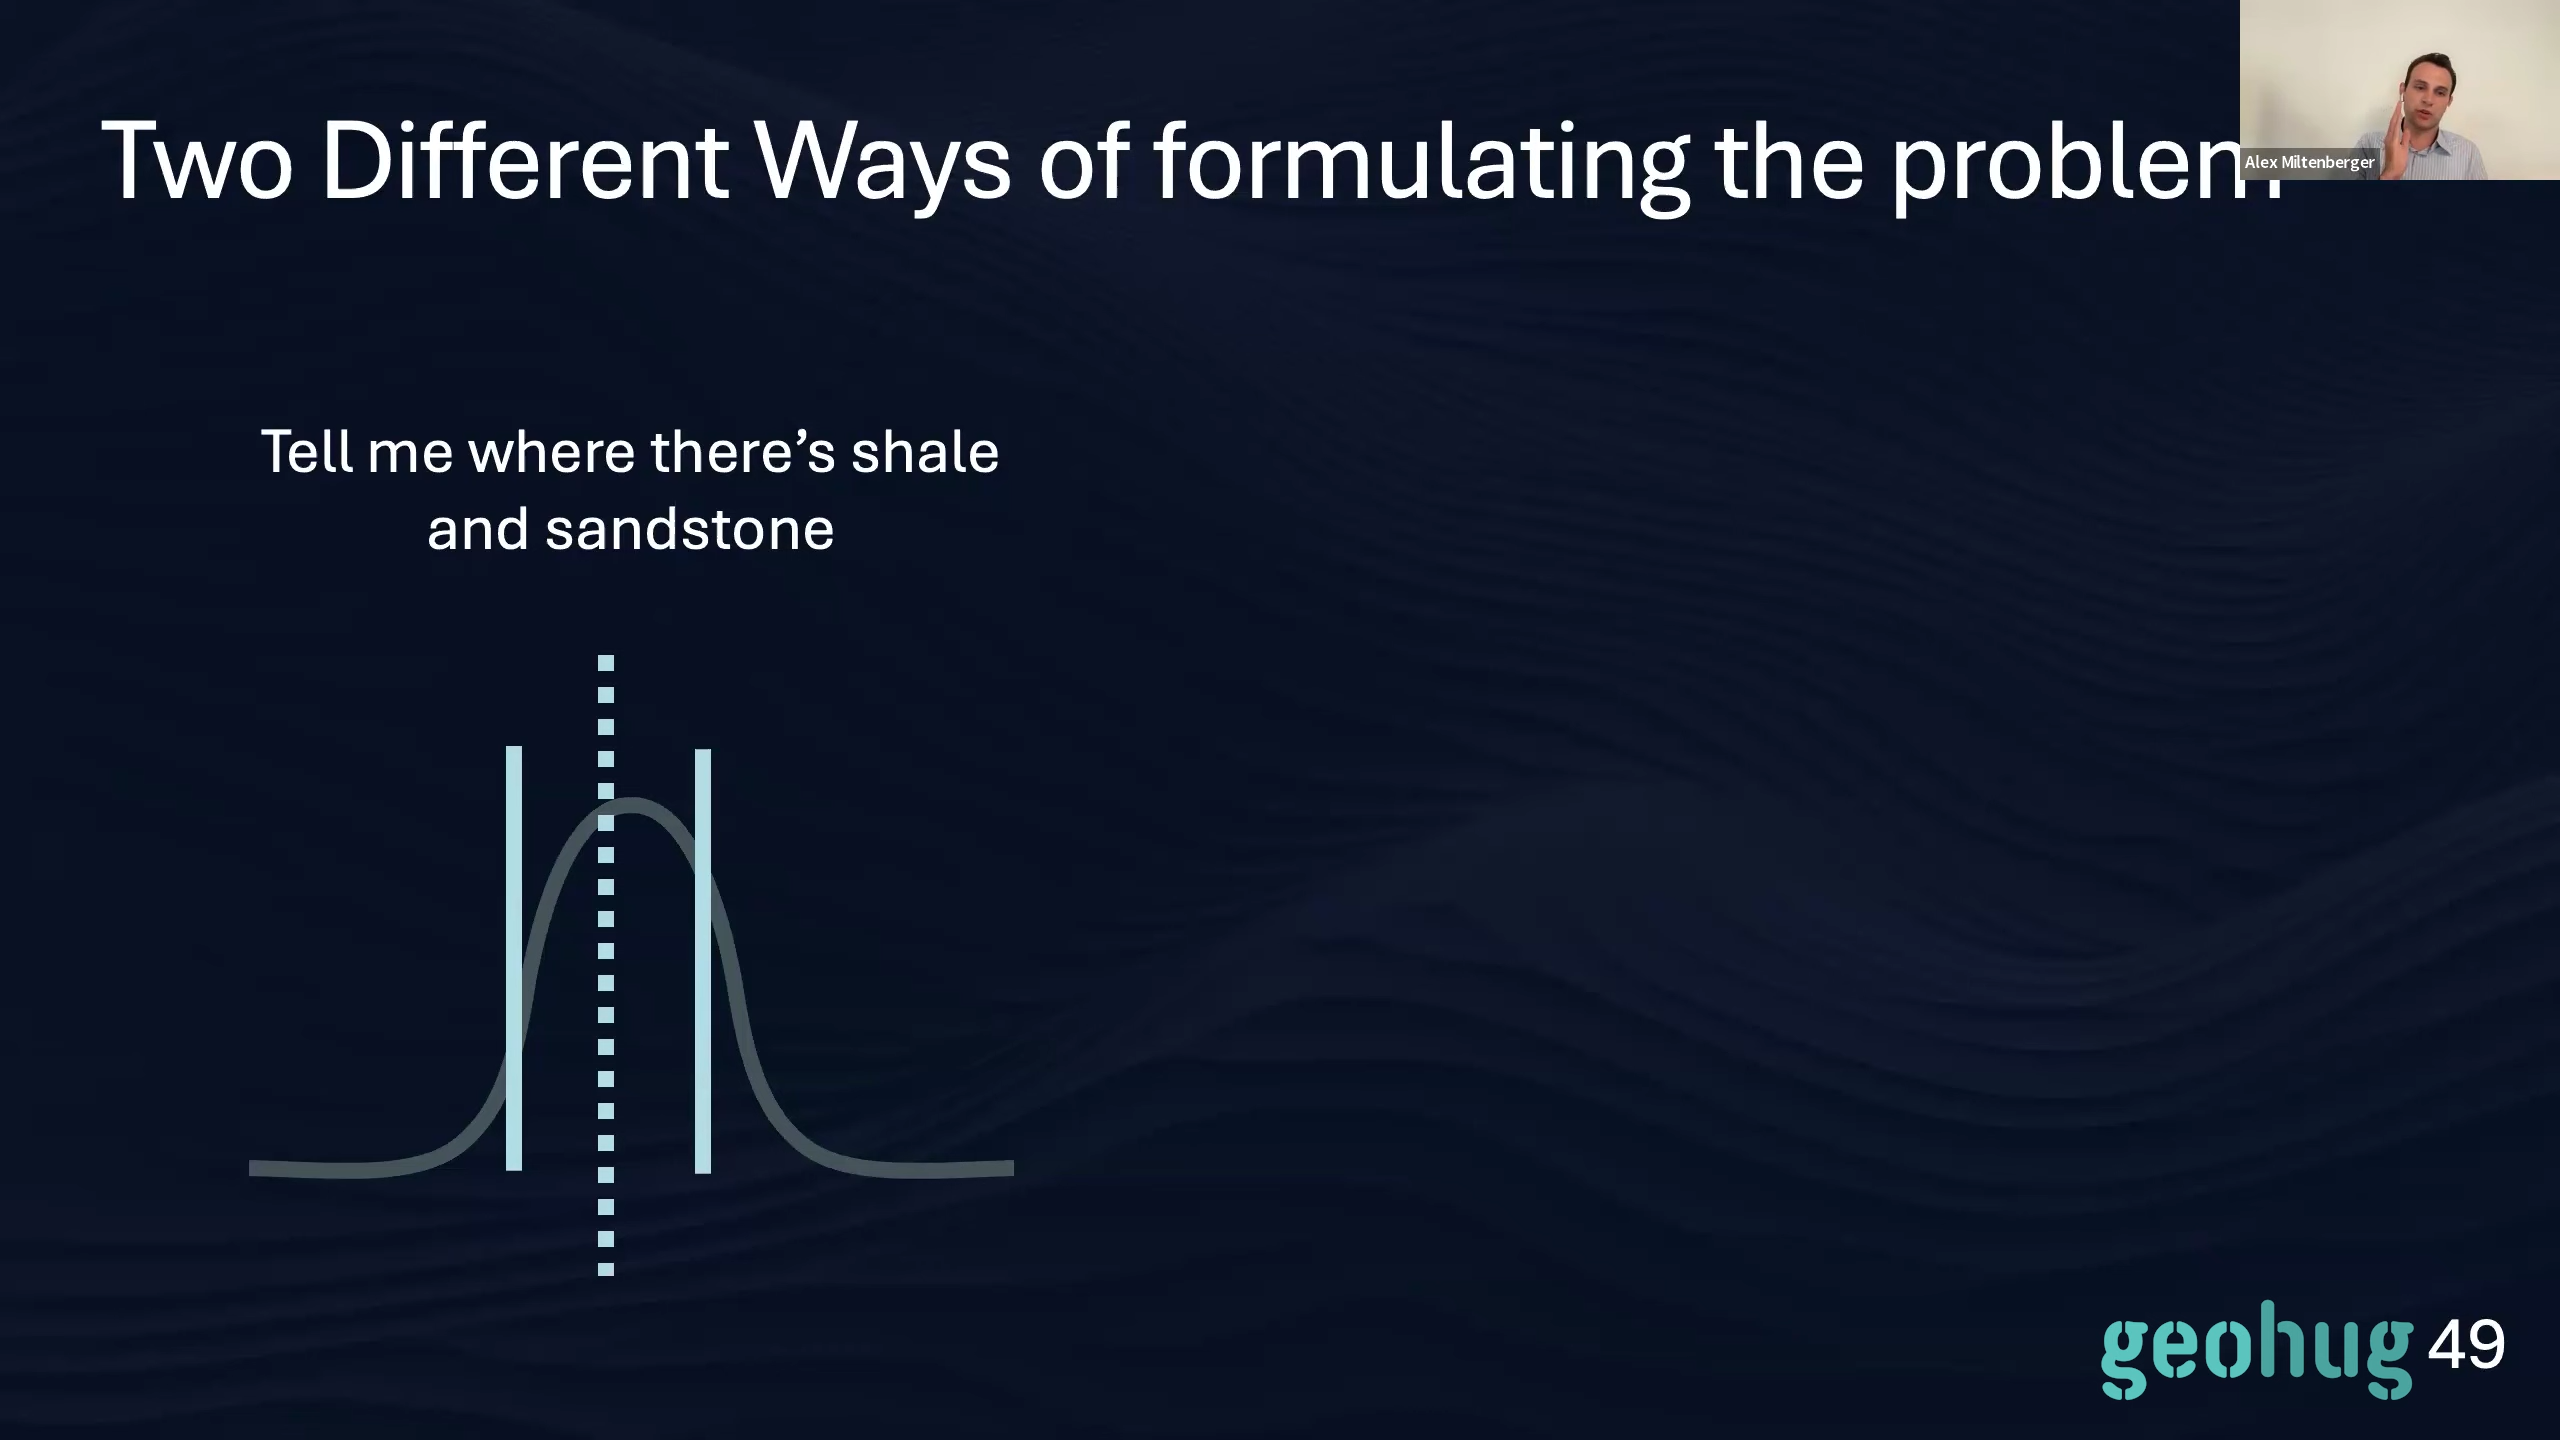 Two Different Ways of formulating the problem
Alex Miltenberger
Tell me where there’s shale
and sandstone
geohug 49